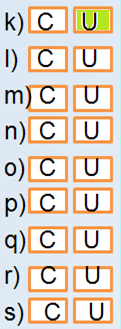 k) C U
l) C U
m) C U
n) C U
o) C U
p) C U
q) C U
r) C U
s) C U